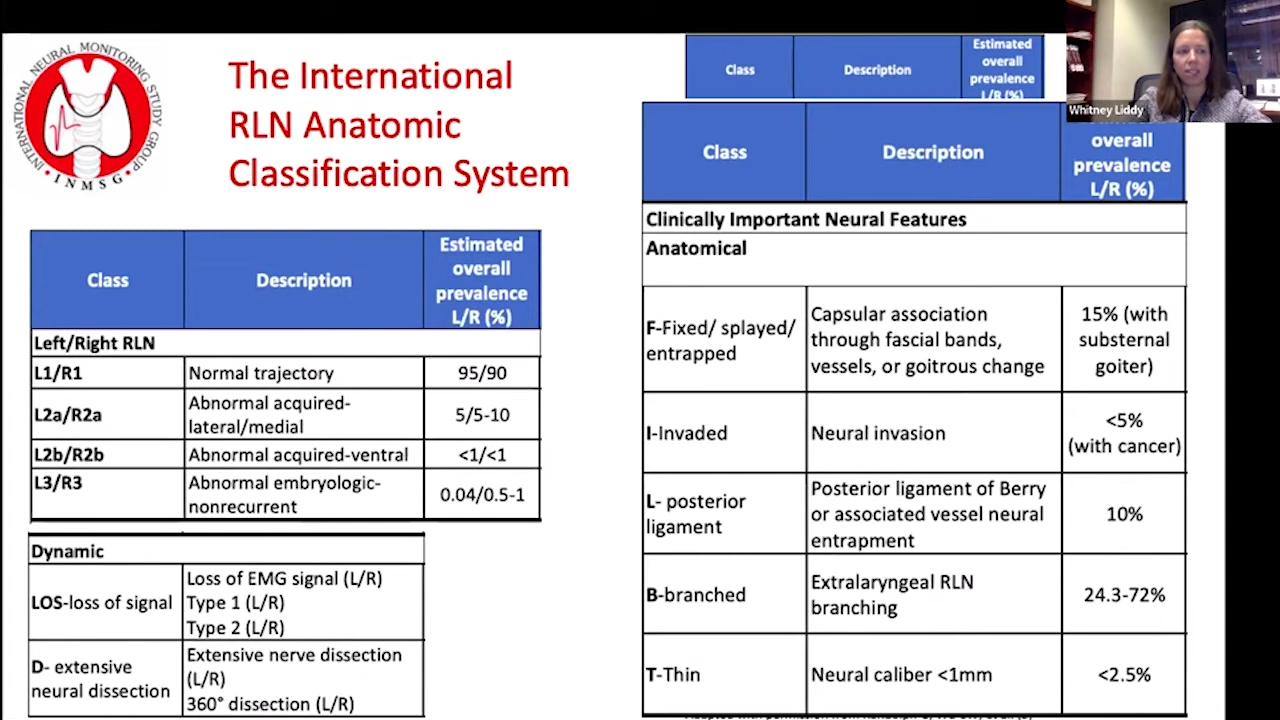 INTERNATIONAL NEURAL MONITORING STUDY GROUP
• I N M S G •
The International
RLN Anatomic
Classification System
Whitney Liddy
Class
Description
Estimated
overall
prevalence
L/R (%)
Left/Right RLN
L1/R1
Normal trajectory
95/90
L2a/R2a
Abnormal acquired-
lateral/medial
5/5-10
L2b/R2b
Abnormal acquired-ventral
<1/<1
L3/R3
Abnormal embryologic-
nonrecurrent
0.04/0.5-1
Dynamic
LOS-loss of signal
Loss of EMG signal (L/R)
Type 1 (L/R)
Type 2 (L/R)
D- extensive
neural dissection
Extensive nerve dissection
(L/R)
360° dissection (L/R)
Class
Description
Estimated
overall
prevalence
L/R (%)
Class
Description
overall
prevalence
L/R (%)
Clinically Important Neural Features
Anatomical
F-Fixed/ splayed/
entrapped
Capsular association
through fascial bands,
vessels, or goitrous change
15% (with
substernal
goiter)
I-Invaded
Neural invasion
<5%
(with cancer)
L- posterior
ligament
Posterior ligament of Berry
or associated vessel neural
entrapment
10%
B-branched
Extralaryngeal RLN
branching
24.3-72%
T-Thin
Neural caliber <1mm
<2.5%